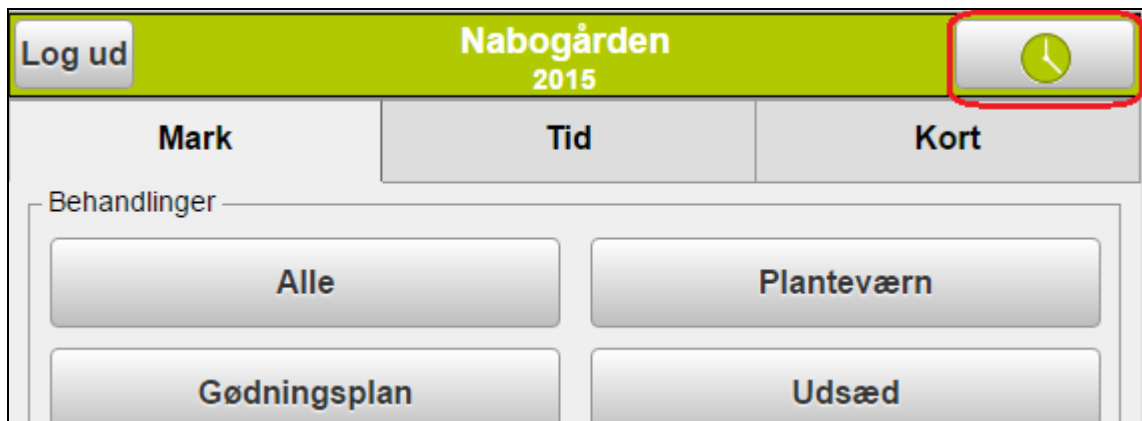 Log ud
Nabogården
2015
Mark
Tid
Kort
Behandlinger
Alle
Planteværn
Gødningsplan
Udsæd